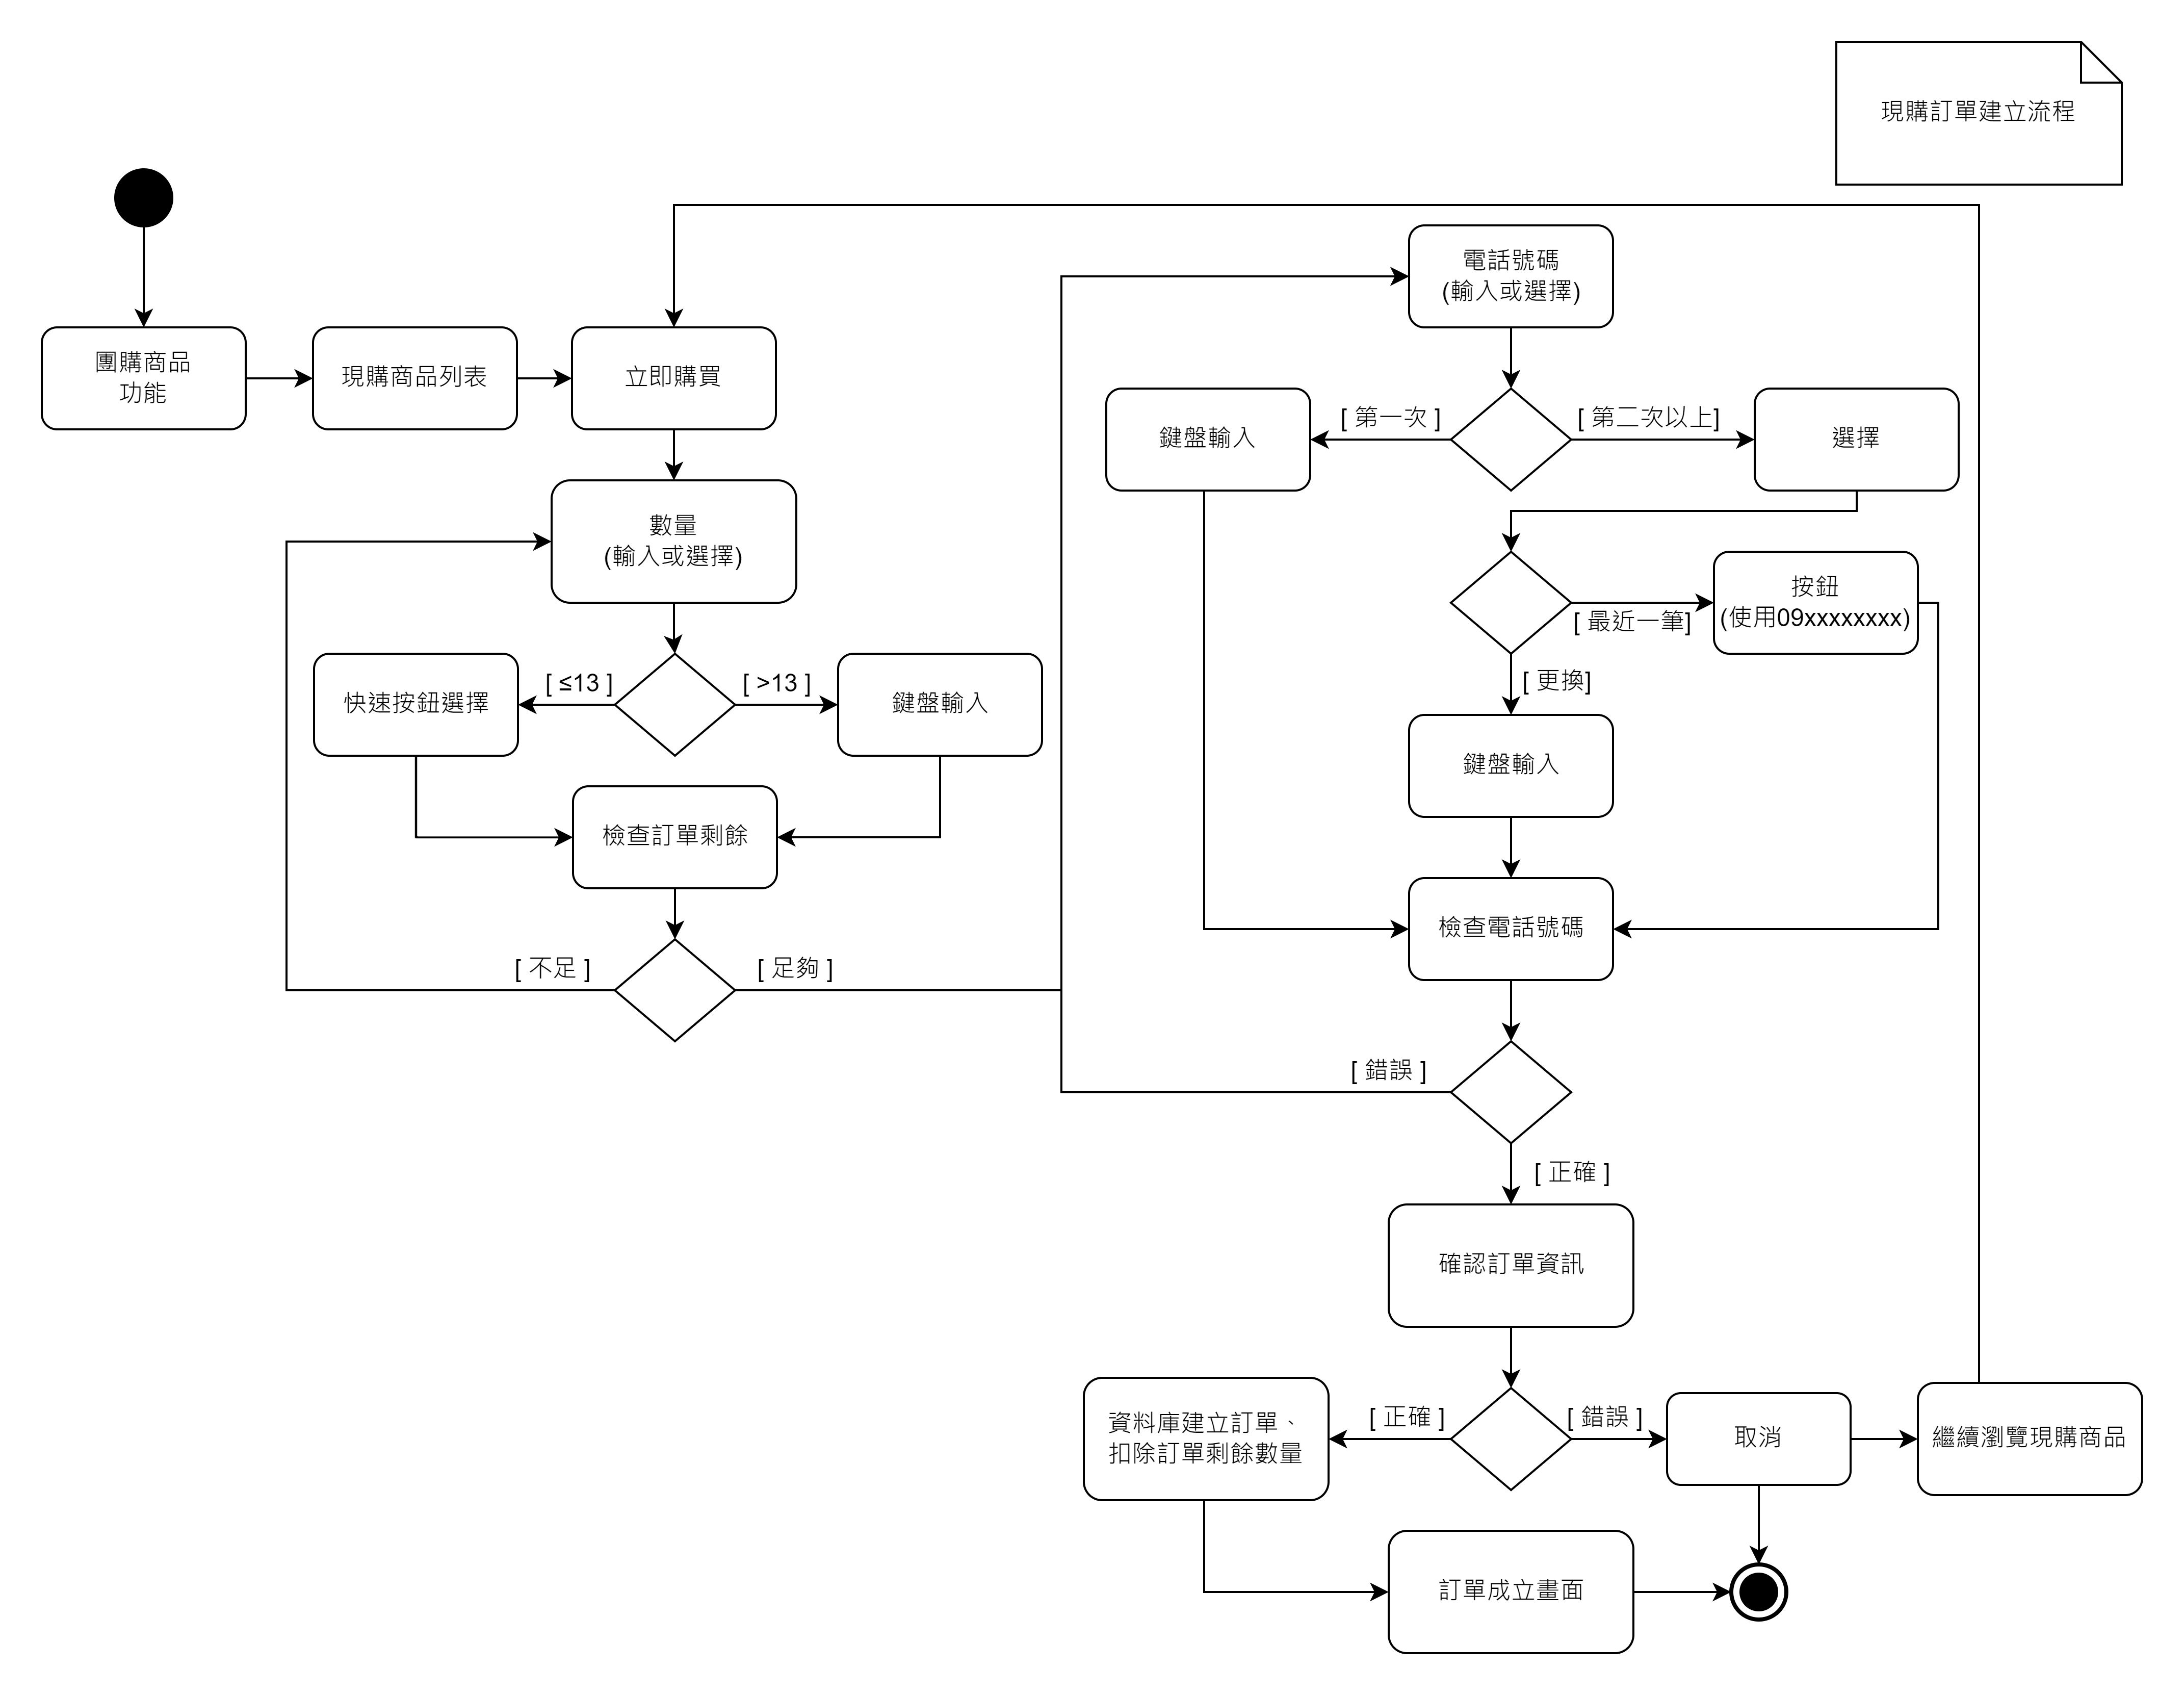 現購訂單建立流程
團購商品
功能
現購商品列表
立即購買
數量
(輸入或選擇)
[ ≤13 ]
[ >13 ]
快速按鈕選擇
鍵盤輸入
檢查訂單剩餘
[ 不足 ]
[ 足夠 ]
電話號碼
(輸入或選擇)
[ 第一次 ]
[ 第二次以上]
鍵盤輸入
選擇
[ 最近一筆]
按鈕
(使用09xxxxxxxx)
[ 更換]
鍵盤輸入
檢查電話號碼
[ 錯誤 ]
[ 正確 ]
確認訂單資訊
[ 正確 ]
[ 錯誤 ]
資料庫建立訂單、
扣除訂單剩餘數量
取消
繼續瀏覽現購商品
訂單成立畫面